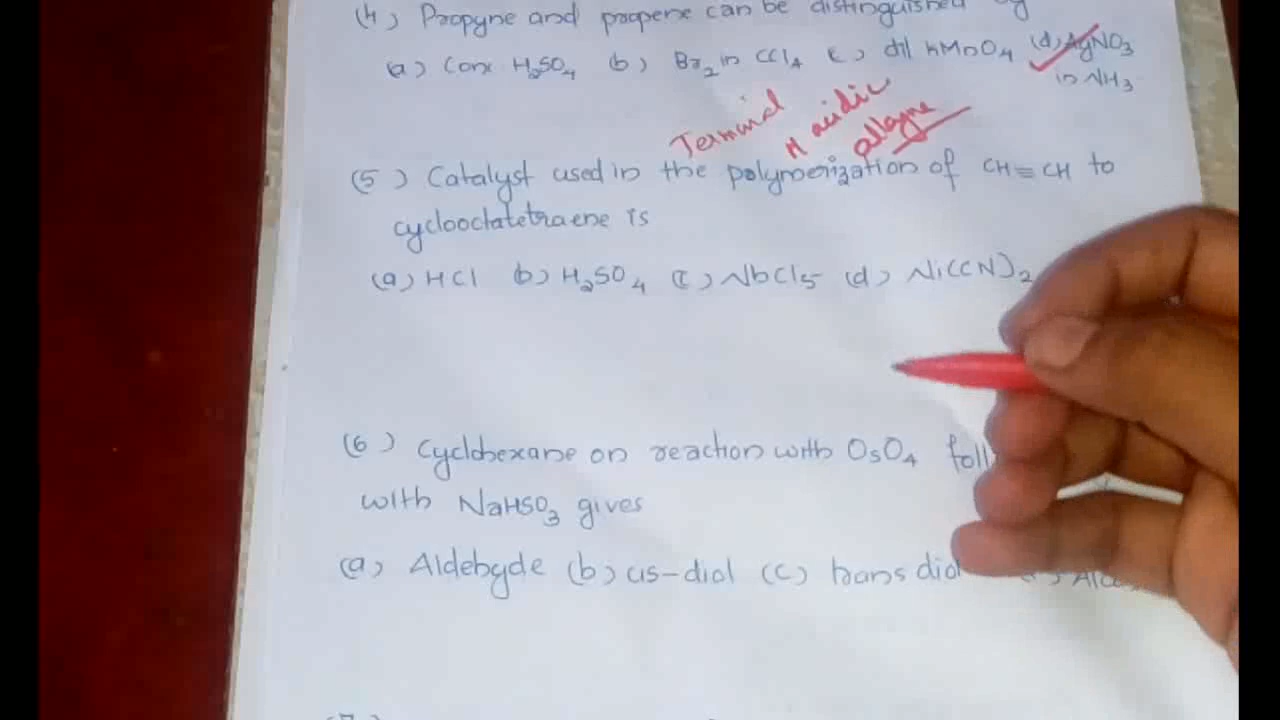 (4) Propyne and propene can be distinguished by
(a) Conc H2SO4 (b) Br2 in CCl4 (c) dil KMnO4 (d) AgNO3
in NH3
Terminal
H acidic
alkyne
(5) Catalyst used in the polymerization of CH≡CH to
cyclooctatetraene is
(a) HCl b) H2SO4 (c) NbCl5 (d) Ni(CN)2
(6) Cyclohexane on reaction with OsO4
with NaHSO3 gives
(a) Aldehyde (b) cis-diol (c) trans diol